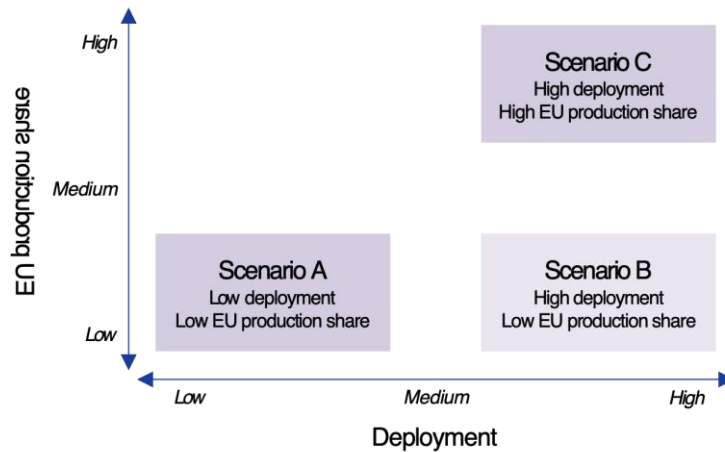 High
Scenario C
High deployment
High EU production share
EU production share
Medium
Scenario A
Low deployment
Low EU production share
Scenario B
High deployment
Low EU production share
Low
Low
Medium
High
Deployment